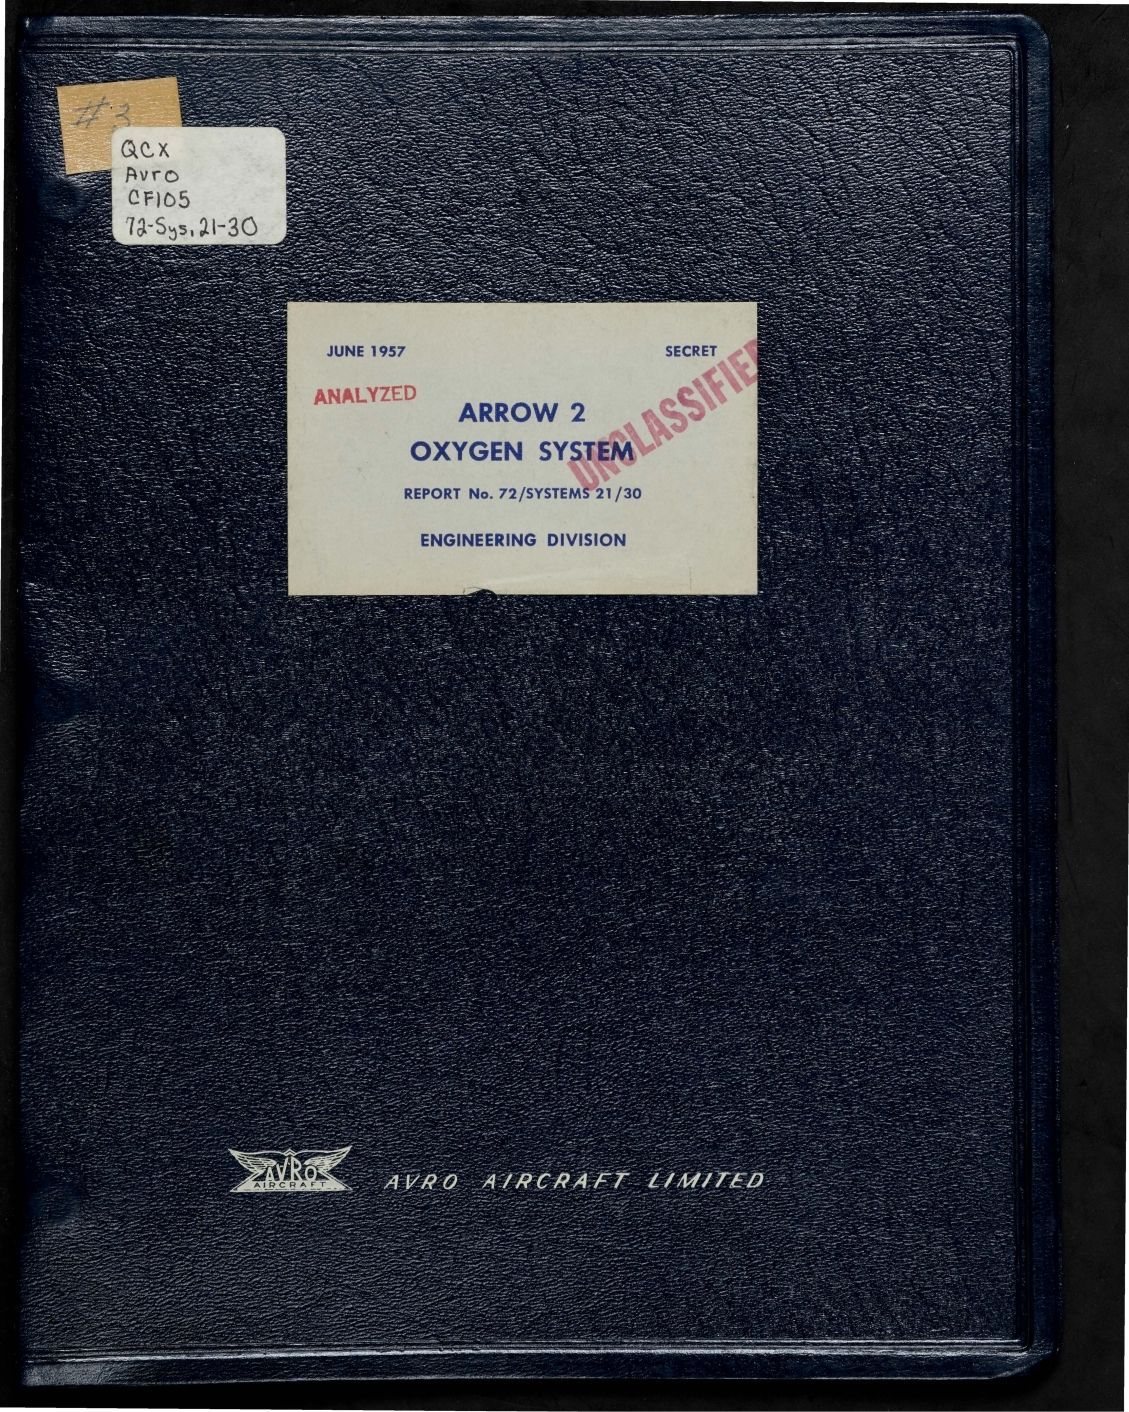 #3
QCX
Avro
CF105
72-Sys,21-30
JUNE 1957
SECRET
ANALYZED
UNCLASSIFIED
ARROW 2
OXYGEN SYSTEM
REPORT No. 72/SYSTEMS 21/30
ENGINEERING DIVISION
AVRO
AIRCRAFT
AVRO AIRCRAFT LIMITED